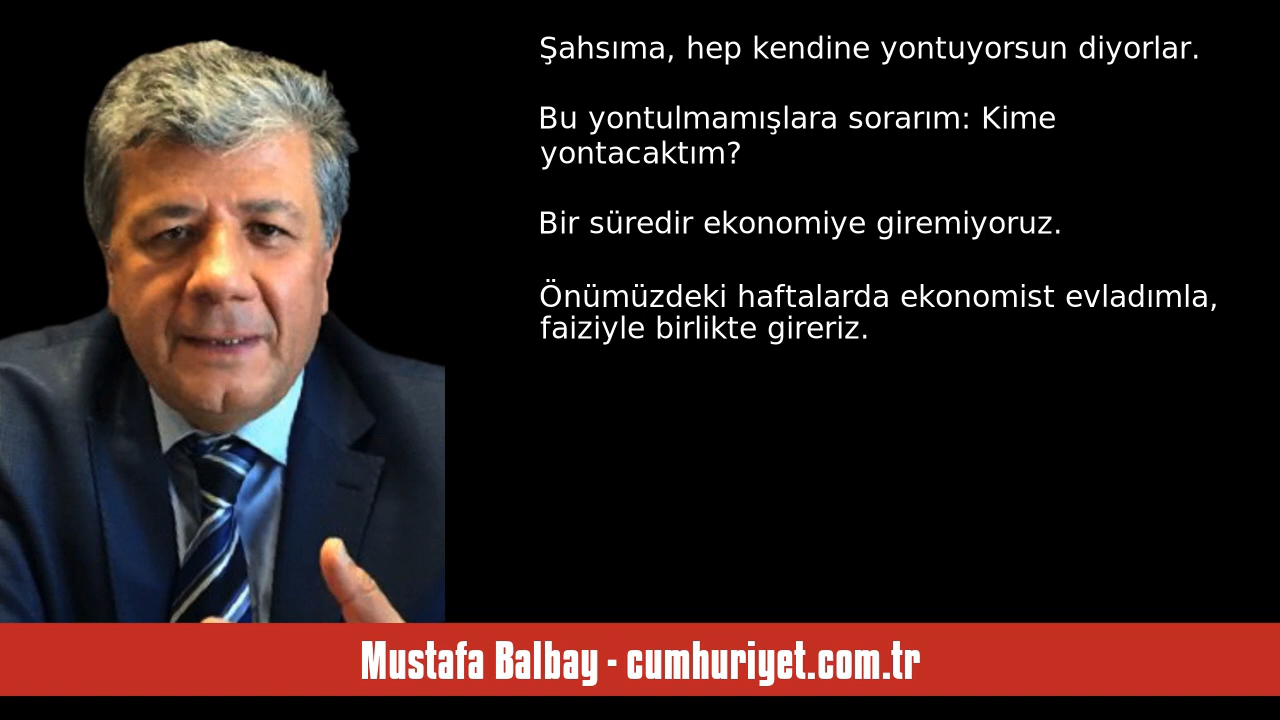 Şahsıma, hep kendine yontuyorsun diyorlar.
Bu yontulmamışlara sorarım: Kime
yontacaktım?
Bir süredir ekonomiye giremiyoruz.
Önümüzdeki haftalarda ekonomist evladımla,
faiziyle birlikte gireriz.
Mustafa Balbay - cumhuriyet.com.tr